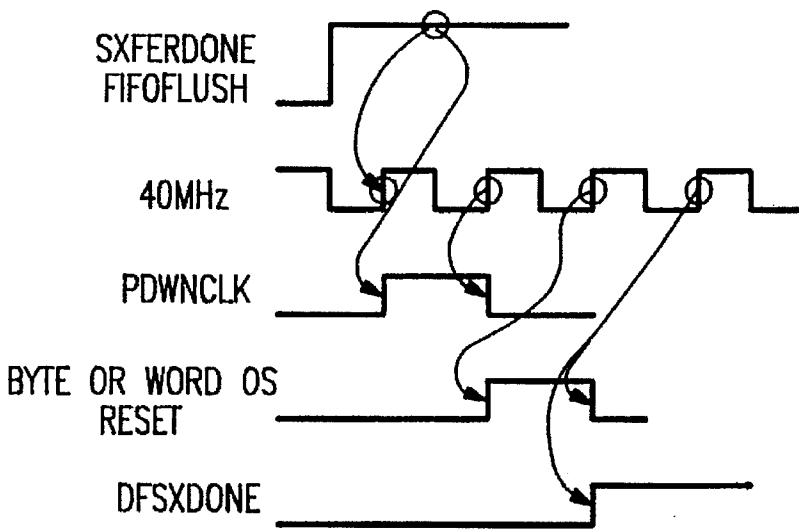 SXFERDONE
FIFOFLUSH
40MHz
PDWNCLK
BYTE OR WORD OS
RESET
DFSXDONE